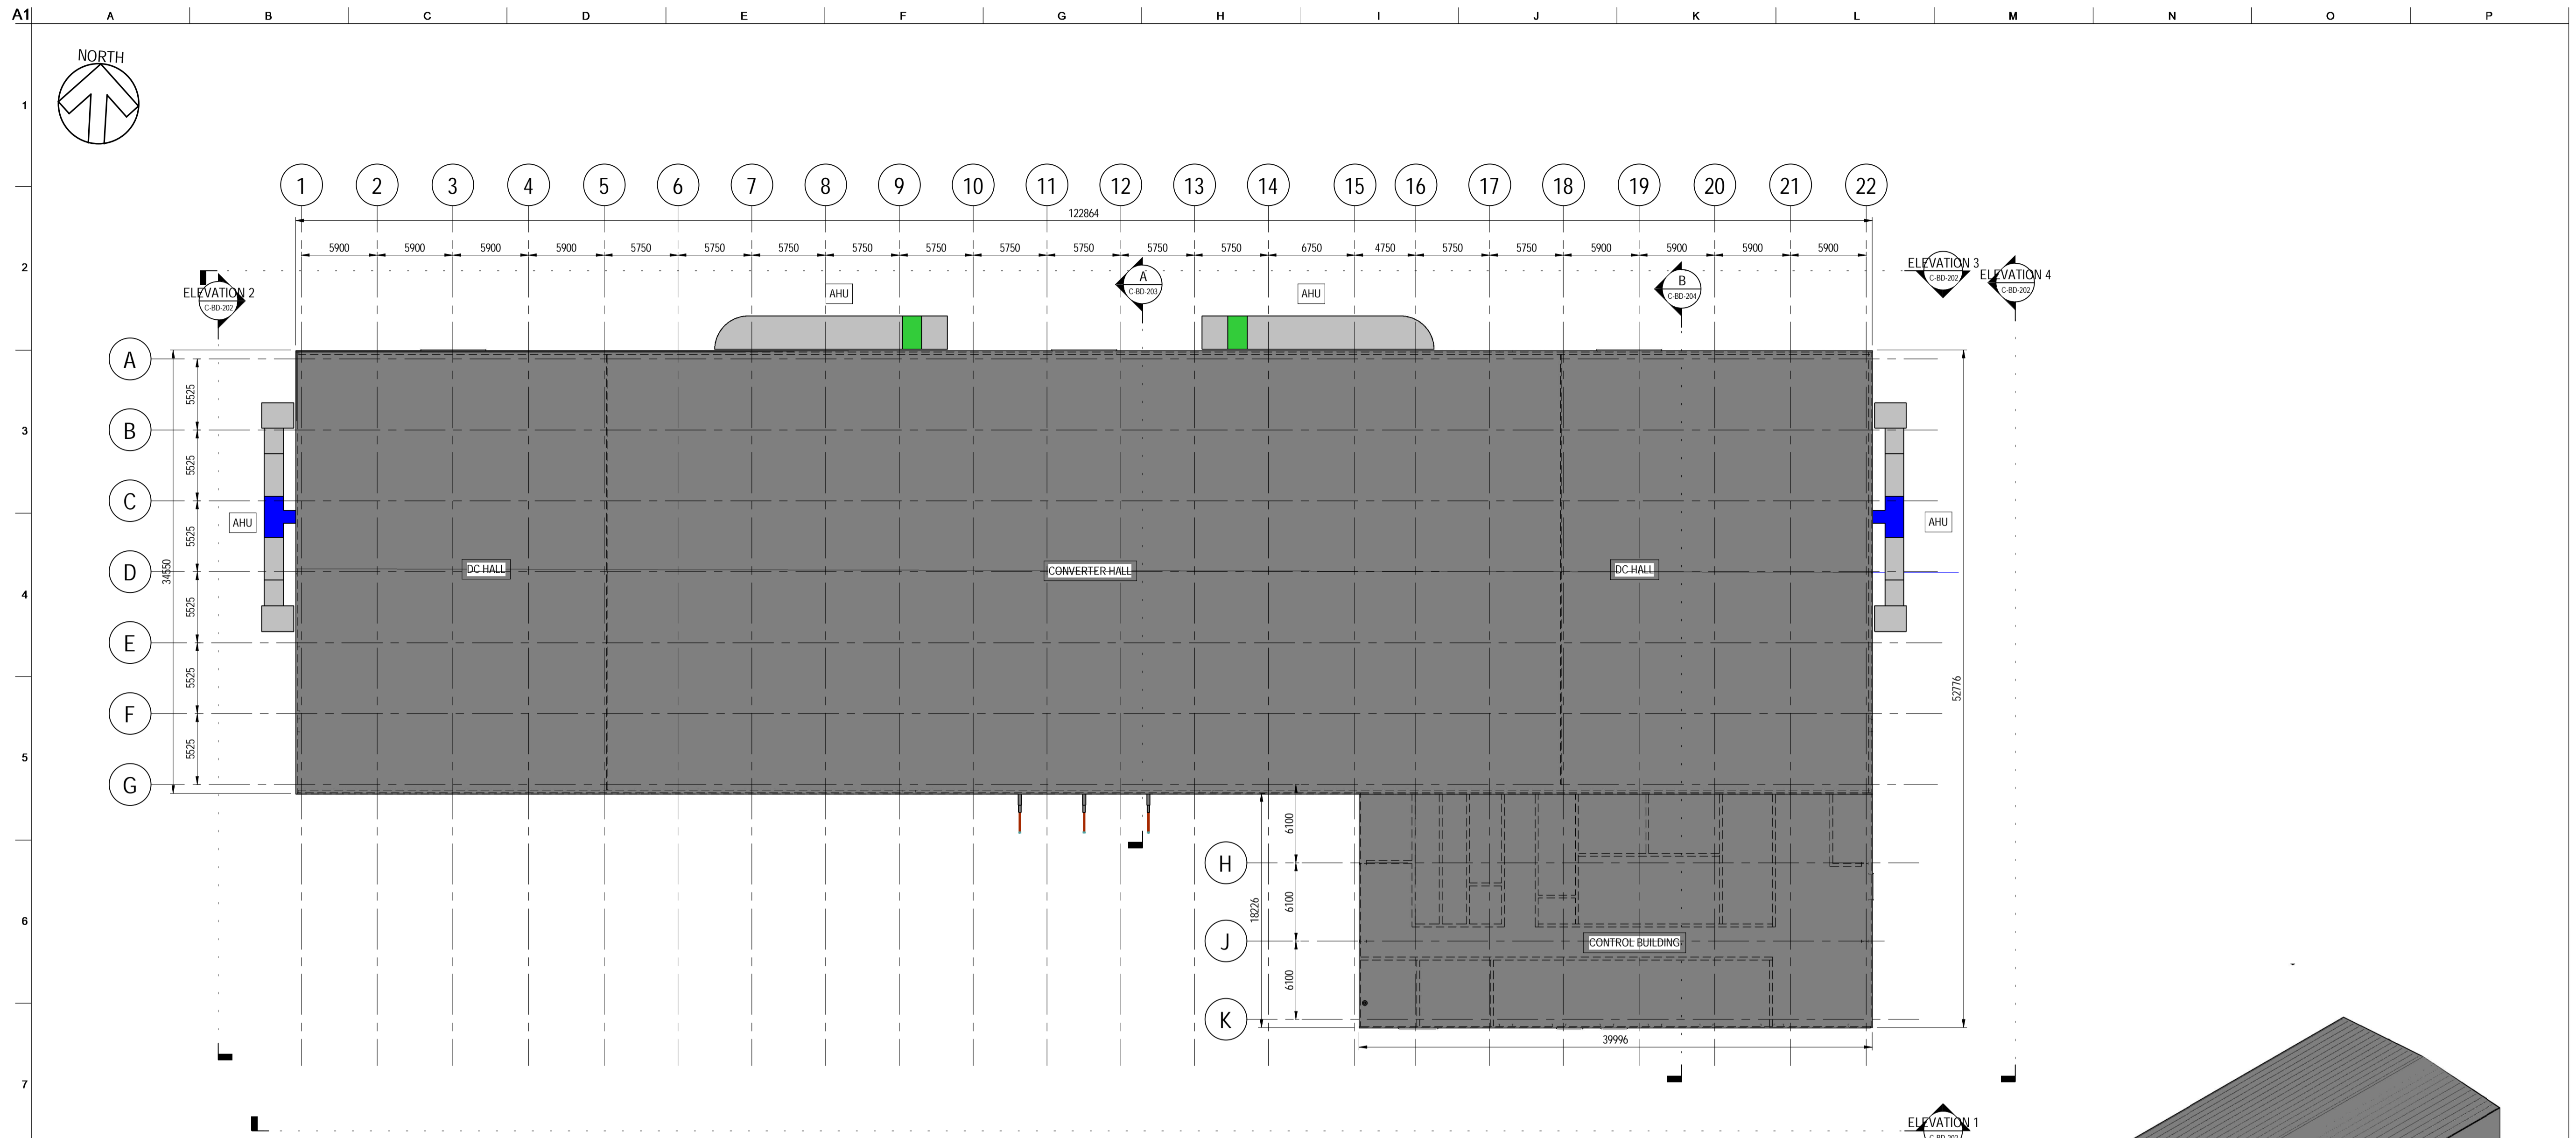 A1 A B C D E F G H I J K L M N O P
NORTH
1
1 2 3 4 5 6 7 8 9 10 11 12 13 14 15 16 17 18 19 20 21 22
122864
5900 5900 5900 5900 5750 5750 5750 5750 5750 5750 5750 5750 5750 6750 4750 5750 5750 5900 5900 5900 5900
2
ELEVATION 2
C-BD-202
AHU
A
C-BD-203
AHU
B
C-BD-204
ELEVATION 3
C-BD-202
ELEVATION 4
C-BD-202
A
5525
B
3
5525
C
5525
AHU
AHU
34550
D
DC HALL
CONVERTER HALL
DC HALL
4
5525
E
5525
F
52776
5525
5
G
6100
H
6100
18226
6
J
CONTROL BUILDING
6100
K
39996
7
ELEVATION 1